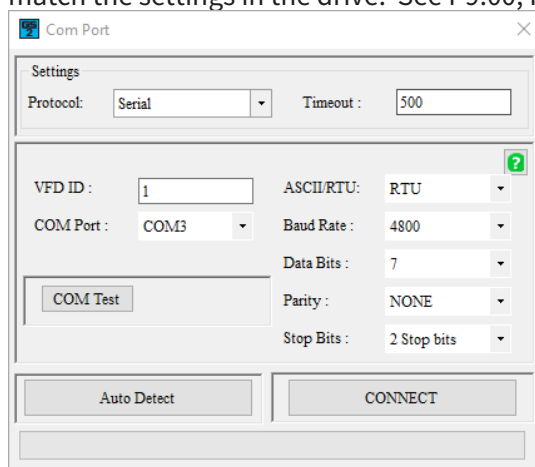 match the settings in the drive. See P9.00,
GS2 Com Port
Settings
Protocol: Serial Timeout : 500
VFD ID : 1 ASCII/RTU: RTU
COM Port : COM3 Baud Rate : 4800
Data Bits : 7
COM Test Parity : NONE
Stop Bits : 2 Stop bits
Auto Detect CONNECT